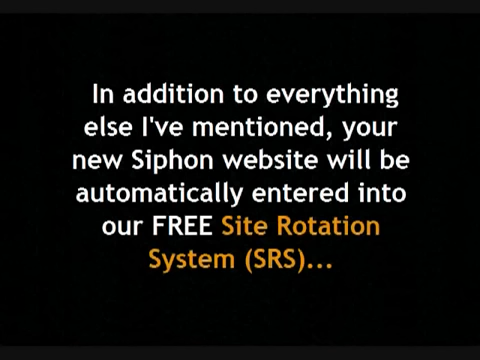 In addition to everything
else I've mentioned, your
new Siphon website will be
automatically entered into
our FREE Site Rotation
System (SRS)...